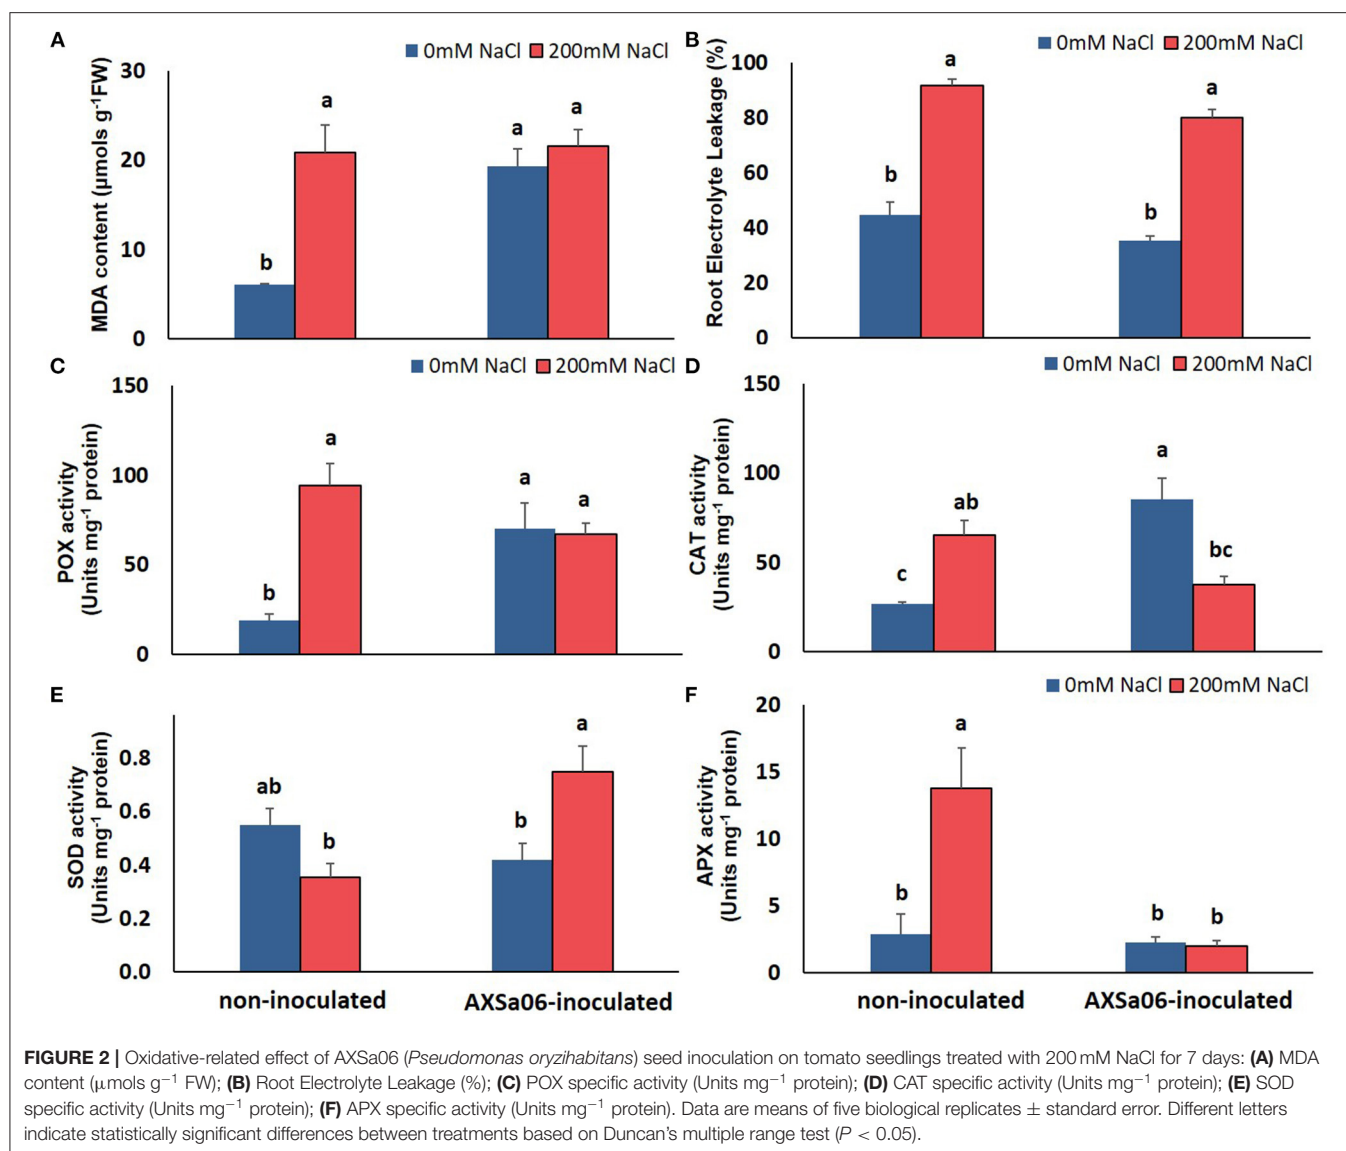 A
0mM NaCl 200mM NaCl
MDA content (µmols g⁻¹FW)
30
20
10
0
b
a
a
a
B
0mM NaCl 200mM NaCl
Root Electrolyte Leakage (%)
100
80
60
40
20
0
b
a
b
a
C
0mM NaCl 200mM NaCl
POX activity
(Units mg⁻¹ protein)
150
100
50
0
b
a
a
a
D
0mM NaCl 200mM NaCl
CAT activity
(Units mg⁻¹ protein)
150
100
50
0
c
ab
a
bc
E
SOD activity
(Units mg⁻¹ protein)
0.8
0.6
0.4
0.2
0.0
ab
b
b
a
non-inoculated AXSa06-inoculated
F
0mM NaCl 200mM NaCl
APX activity
(Units mg⁻¹ protein)
20
15
10
5
0
b
a
b
b
non-inoculated AXSa06-inoculated
FIGURE 2 | Oxidative-related effect of AXSa06 (Pseudomonas oryzihabitans) seed inoculation on tomato seedlings treated with 200 mM NaCl for 7 days: (A) MDA
content (µmols g⁻¹ FW); (B) Root Electrolyte Leakage (%); (C) POX specific activity (Units mg⁻¹ protein); (D) CAT specific activity (Units mg⁻¹ protein); (E) SOD
specific activity (Units mg⁻¹ protein); (F) APX specific activity (Units mg⁻¹ protein). Data are means of five biological replicates ± standard error. Different letters
indicate statistically significant differences between treatments based on Duncan's multiple range test (P < 0.05).